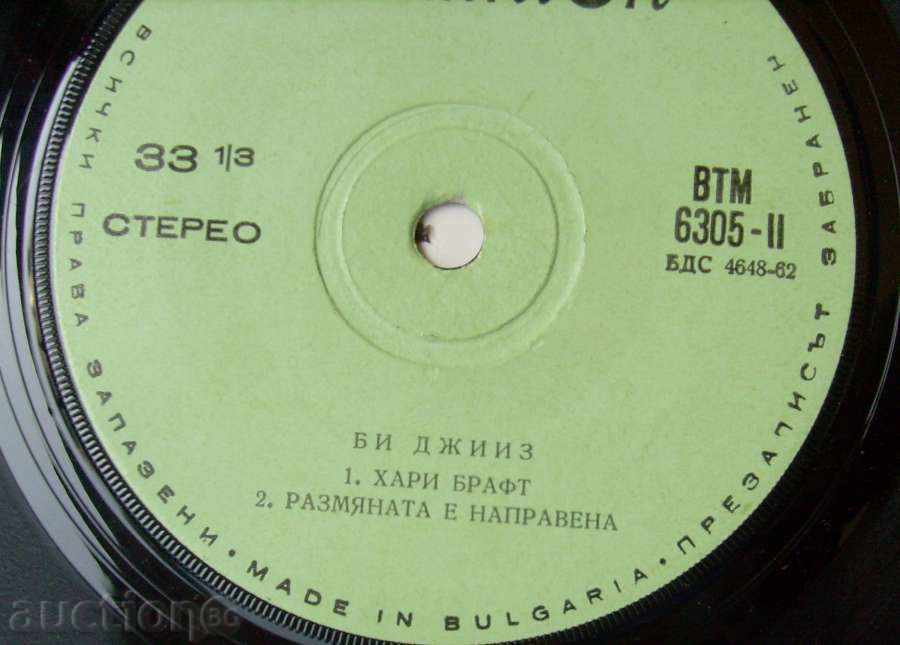 33 1/3
СТЕРЕО
ВТМ
6305-II
БДС 4648-62
БИ ДЖИИЗ
1. ХАРИ БРАФТ
2. РАЗМЯНАТА Е НАПРАВЕНА
ВСИЧКИ ПРАВА ЗАПАЗЕНИ • MADE IN BULGARIA • ПРЕЗАПИСЪТ ЗАБРАНЕН
auction